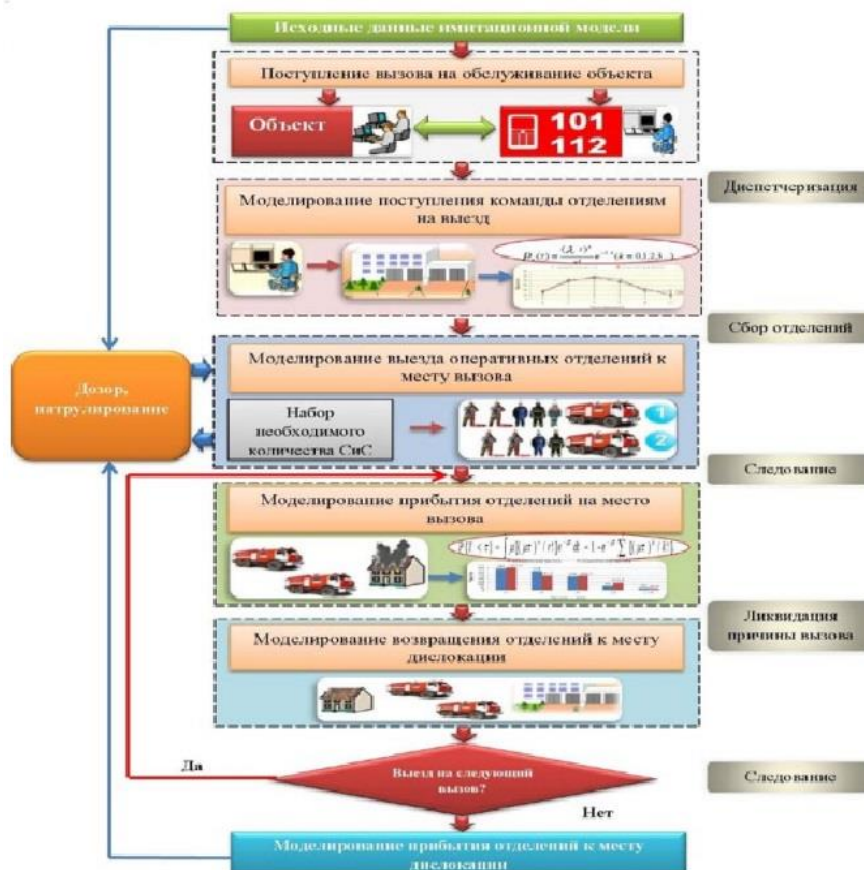 Исходные данные имитационной модели
Поступление вызова на обслуживание объекта
Объект
101
112
Диспетчеризация
Моделирование поступления команды отделениям
на выезд
Сбор отделений
Моделирование выезда оперативных отделений к
месту вызова
Дозор,
патрулирование
Набор
необходимого
количества СиС
1
2
Следование
Моделирование прибытия отделений на место
вызова
Ликвидация
причины вызова
Моделирование возвращения отделений к месту
дислокации
Да
Выезд на следующий
вызов?
Следование
Нет
Моделирование прибытия отделений к месту
дислокации